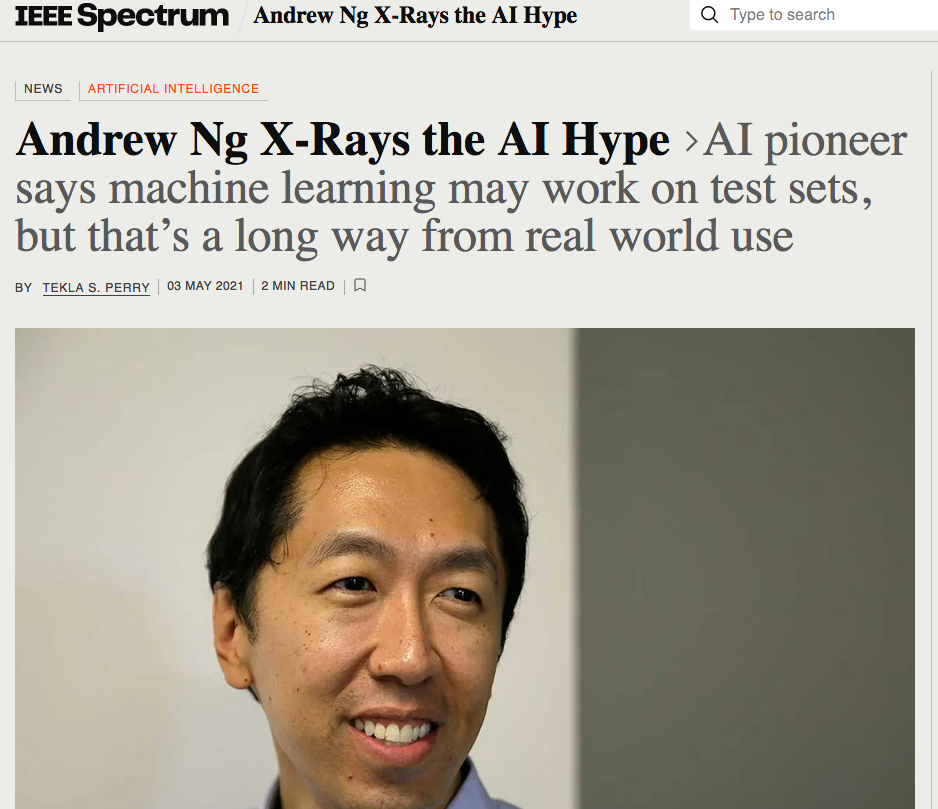 IEEE Spectrum / Andrew Ng X-Rays the AI Hype Type to search
NEWS ARTIFICIAL INTELLIGENCE
Andrew Ng X-Rays the AI Hype >AI pioneer
says machine learning may work on test sets,
but that’s a long way from real world use
BY TEKLA S. PERRY | 03 MAY 2021 | 2 MIN READ |